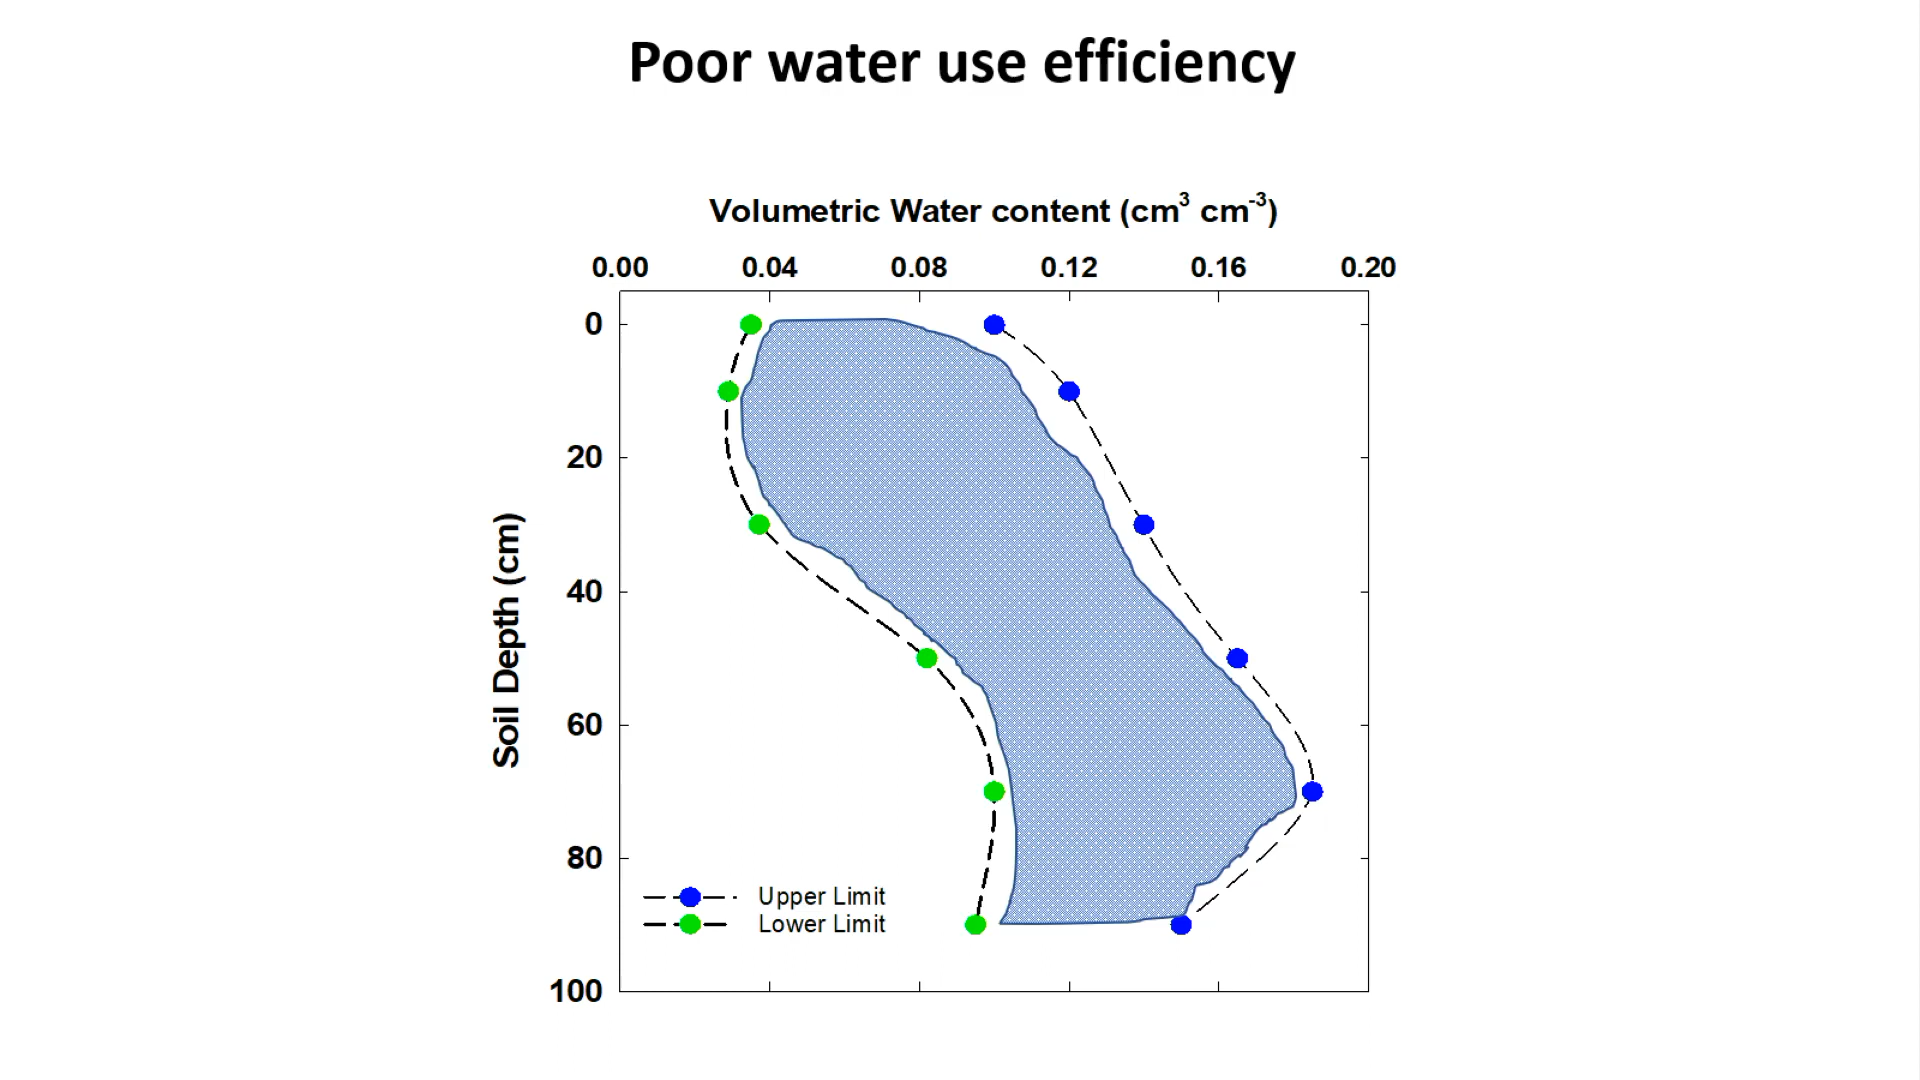 Poor water use efficiency
Volumetric Water content (cm³ cm⁻³)
0.00 0.04 0.08 0.12 0.16 0.20
0
20
40
60
80
100
Soil Depth (cm)
Upper Limit
Lower Limit